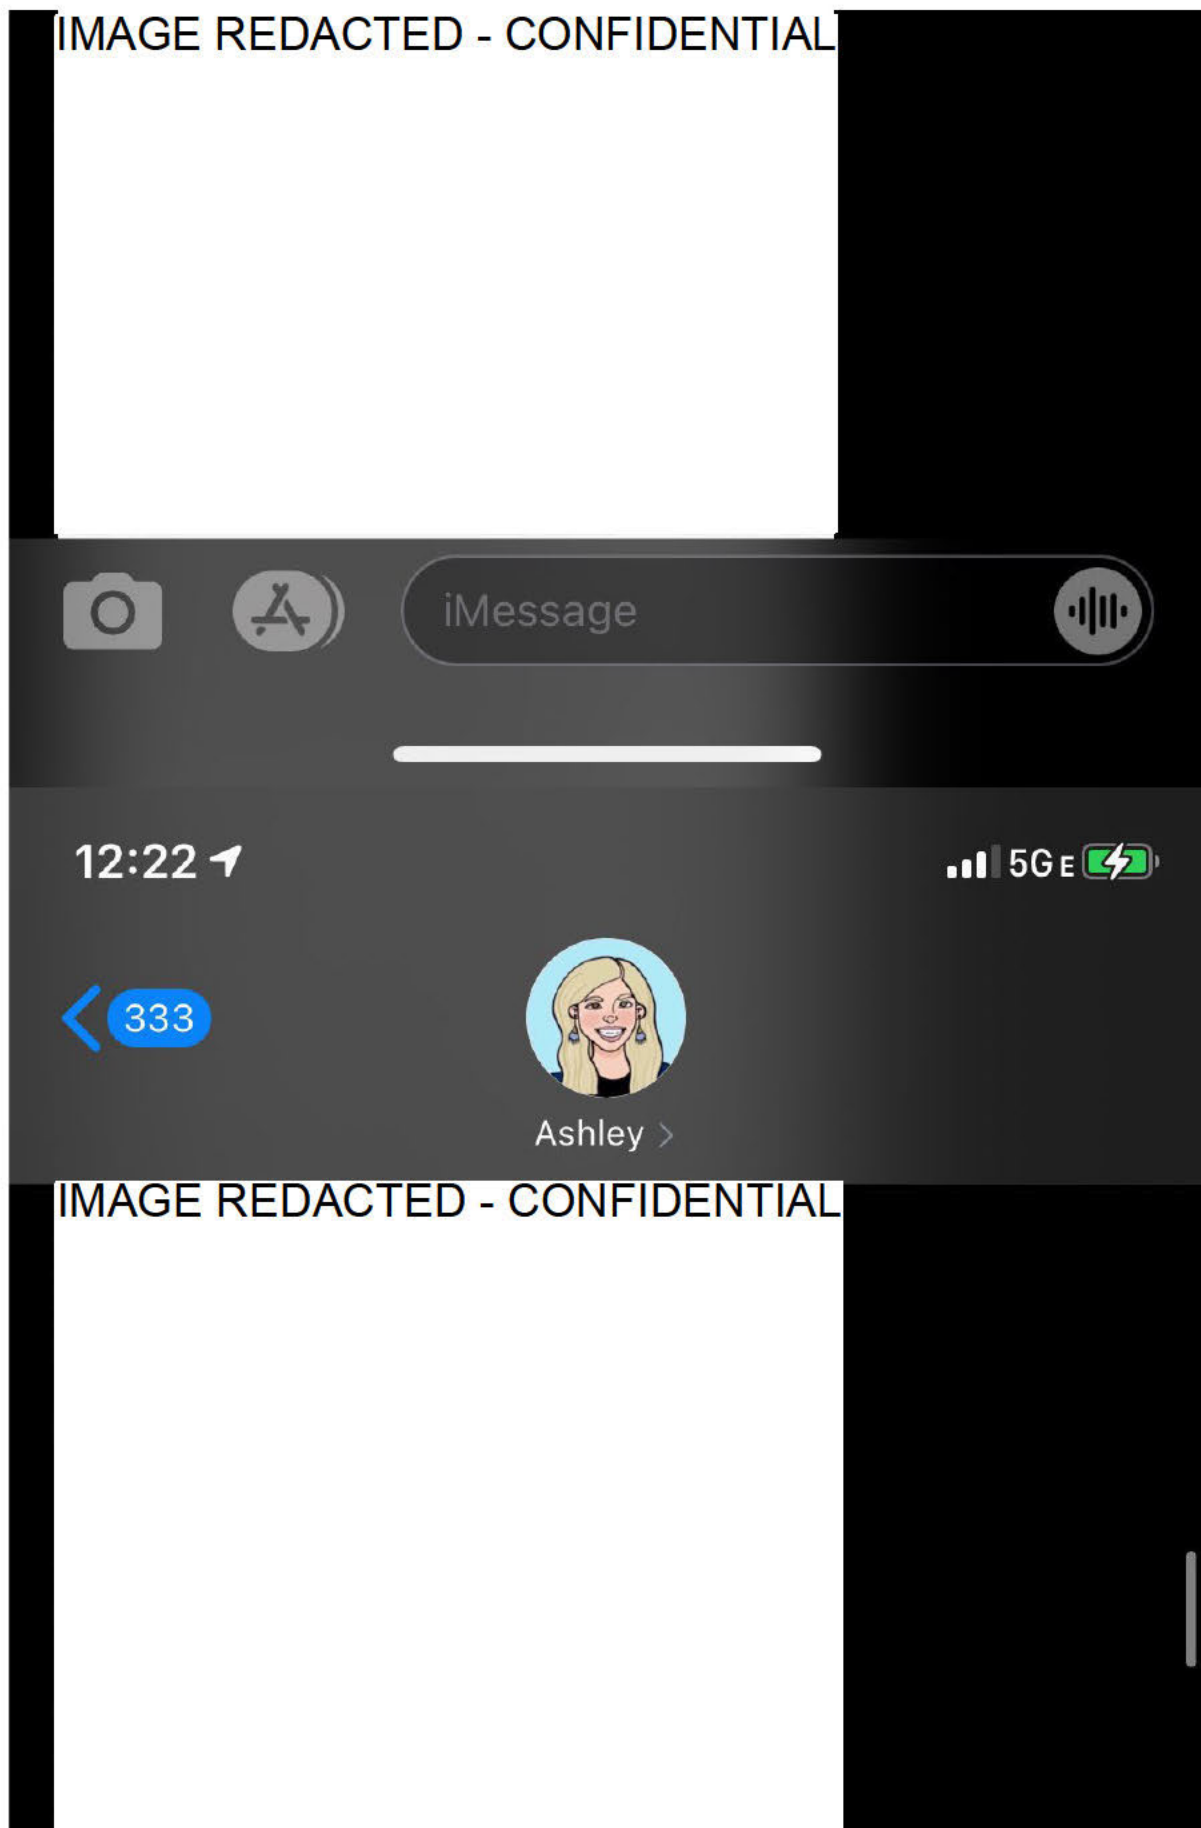 IMAGE REDACTED - CONFIDENTIAL
iMessage
12:22
5G E
333
Ashley
IMAGE REDACTED - CONFIDENTIAL